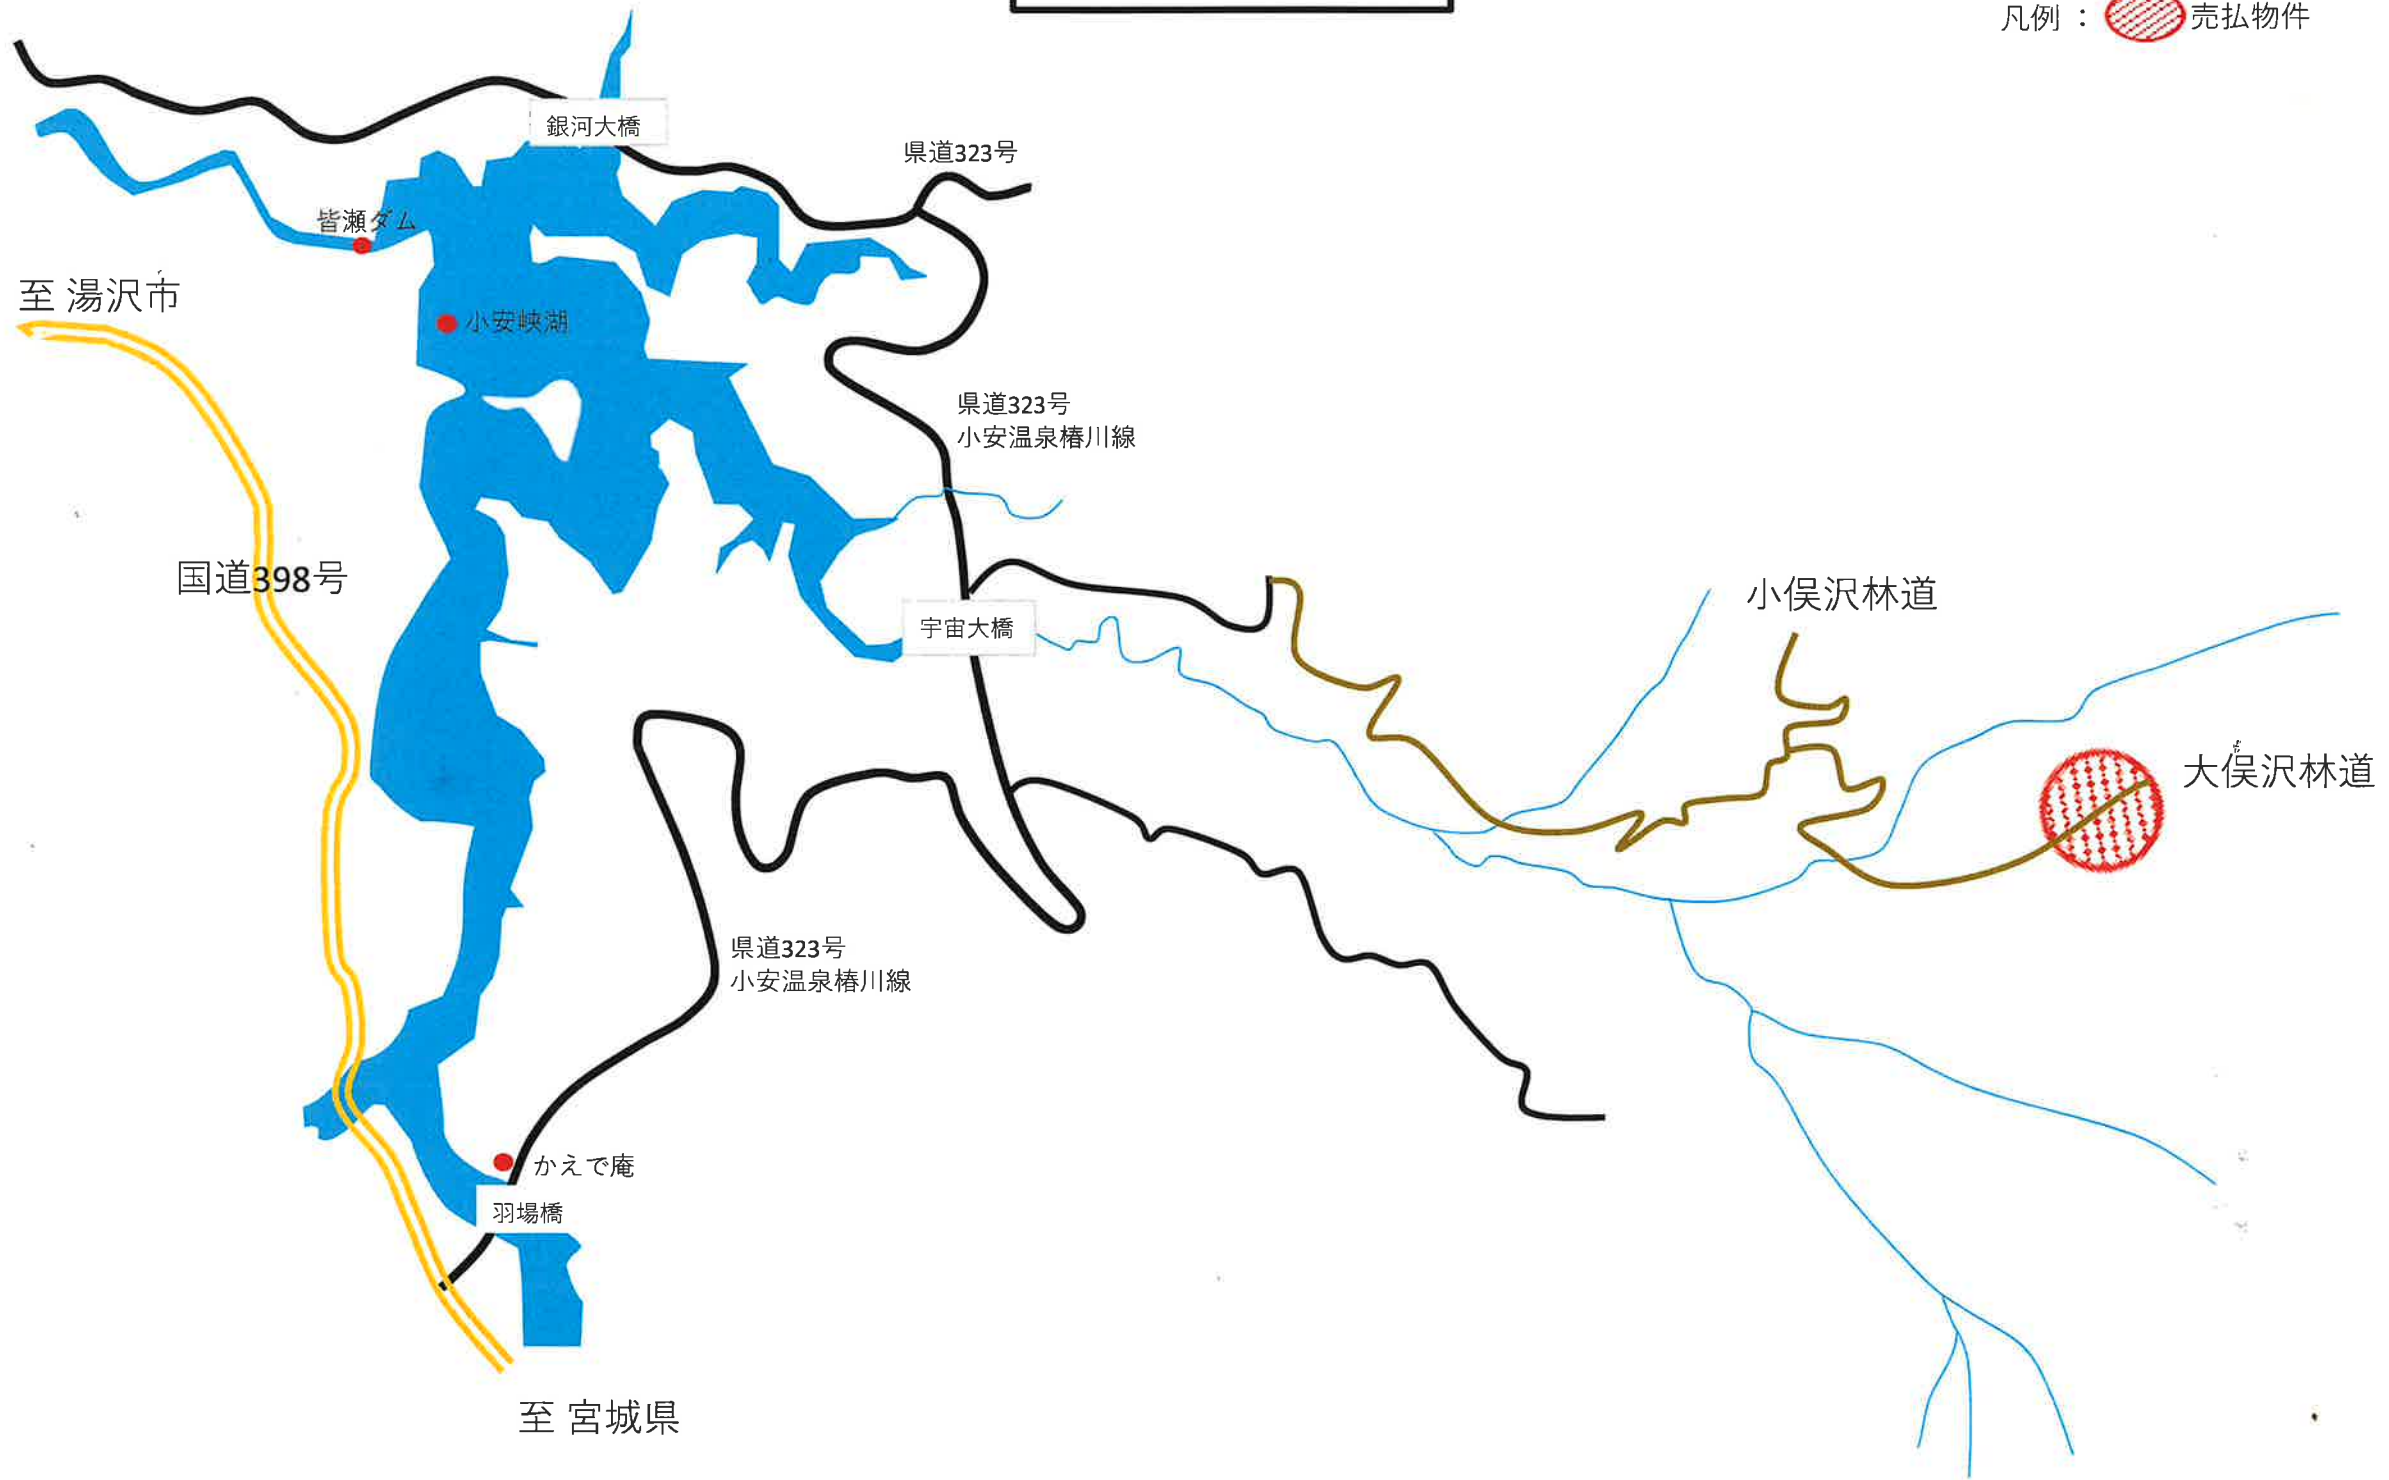 凡例 : 売払物件
銀河大橋
県道323号
皆瀬ダム
至 湯沢市
小安峡湖
県道323号
小安温泉椿川線
国道398号
小俣沢林道
宇宙大橋
大俣沢林道
県道323号
小安温泉椿川線
かえで庵
羽場橋
至 宮城県